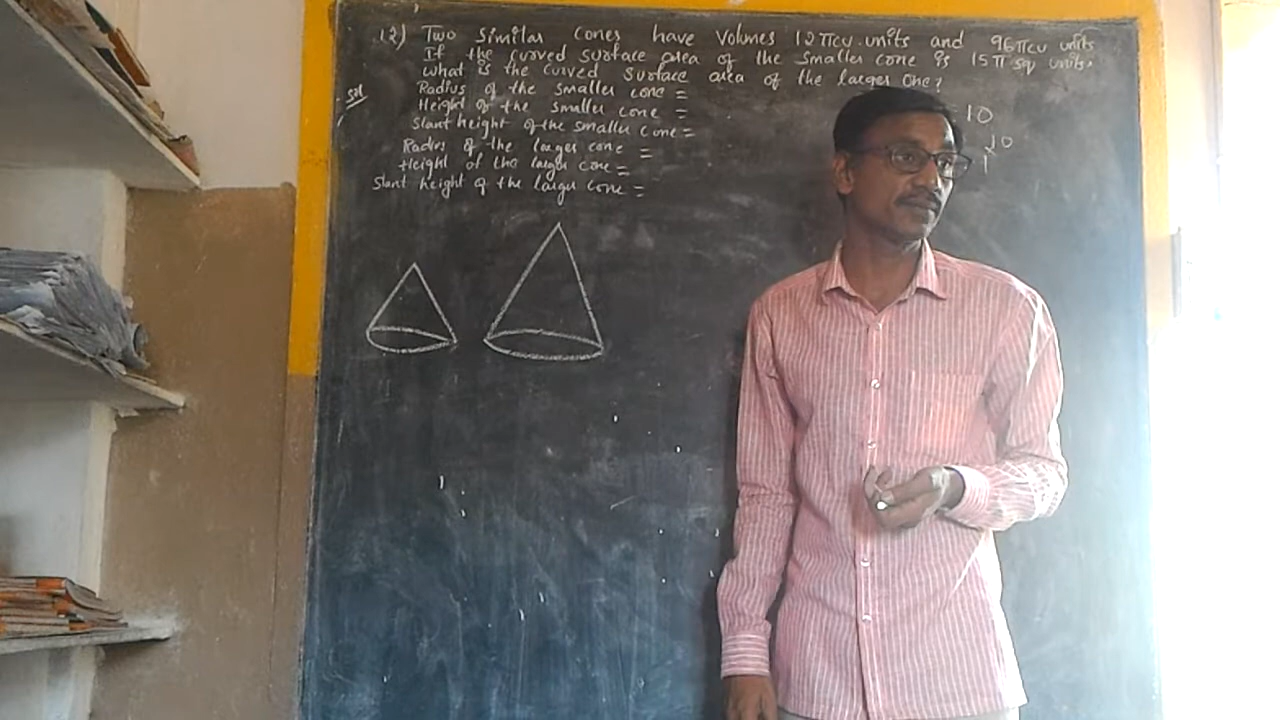 12) Two similar cones have volumes 12πcu.units and 96πcu units
If the curved surface area of the smaller cone is 15π sq units.
what is the curved surface area of the larger one?
Sol
Radius of the smaller cone =
Height of the smaller cone =
Slant height of the smaller cone =
Radius of the larger cone =
Height of the larger cone =
Slant height of the larger cone =
= 10